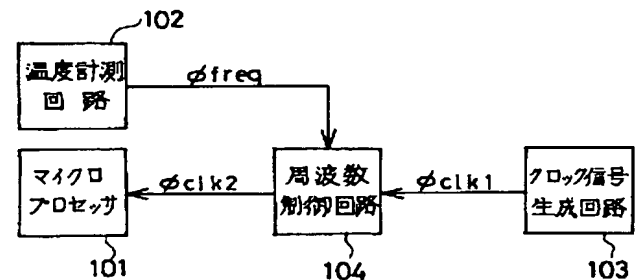 102
温度計測
回路
φfreq
マイクロ
プロセッサ
φclk2
周波数
制御回路
φclk1
クロック信号
生成回路
101
104
103